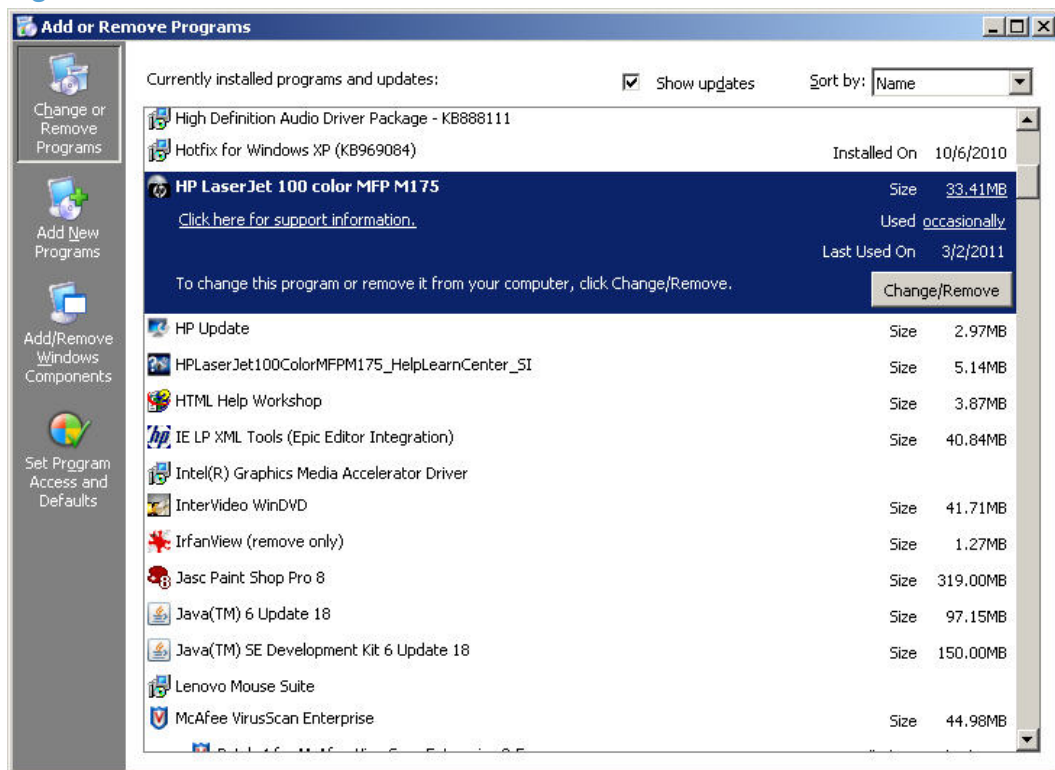 Add or Remove Programs
Change or
Remove
Programs
Add New
Programs
Add/Remove
Windows
Components
Set Program
Access and
Defaults
Currently installed programs and updates: Show updates Sort by: Name
High Definition Audio Driver Package - KB888111
Hotfix for Windows XP (KB969084) Installed On 10/6/2010
HP LaserJet 100 color MFP M175 Size 33.41MB
Click here for support information. Used occasionally
Last Used On 3/2/2011
To change this program or remove it from your computer, click Change/Remove. Change/Remove
HP Update Size 2.97MB
HPLaserJet100ColorMFPM175_HelpLearnCenter_SI Size 5.14MB
HTML Help Workshop Size 3.87MB
hp IE LP XML Tools (Epic Editor Integration) Size 40.84MB
Intel(R) Graphics Media Accelerator Driver
InterVideo WinDVD Size 41.71MB
IrfanView (remove only) Size 1.27MB
Jasc Paint Shop Pro 8 Size 319.00MB
Java(TM) 6 Update 18 Size 97.15MB
Java(TM) SE Development Kit 6 Update 18 Size 150.00MB
Lenovo Mouse Suite
McAfee VirusScan Enterprise Size 44.98MB